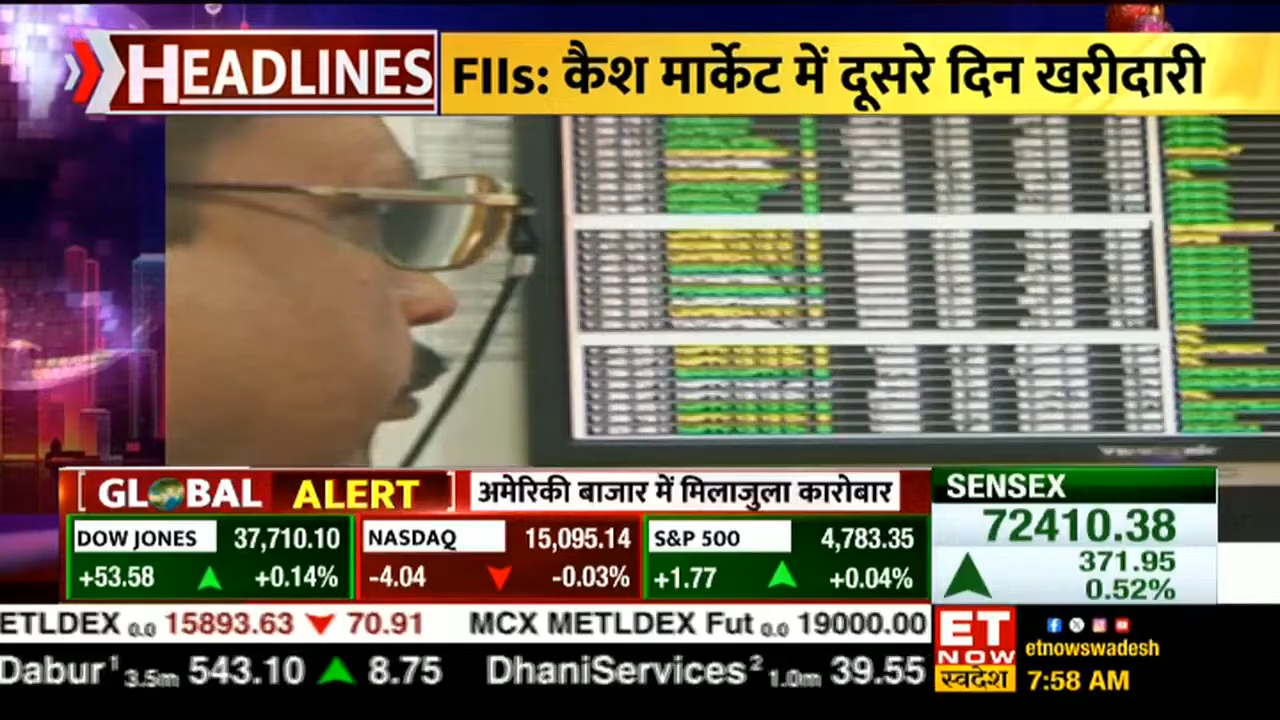 HEADLINES
FIIs: कैश मार्केट में दूसरे दिन खरीदारी
GLOBAL ALERT
अमेरिकी बाजार में मिलाजुला कारोबार
DOW JONES 37,710.10
+53.58 +0.14%
NASDAQ 15,095.14
-4.04 -0.03%
S&P 500 4,783.35
+1.77 +0.04%
SENSEX
72410.38
371.95
0.52%
ETLDEX 0.0 15893.63 70.91 MCX METLDEX Fut 0.0 19000.00
Dabur 1 3.5m 543.10 8.75 DhaniServices 2 1.0m 39.55
ET
NOW
स्वदेश
etnowswadesh
7:58 AM